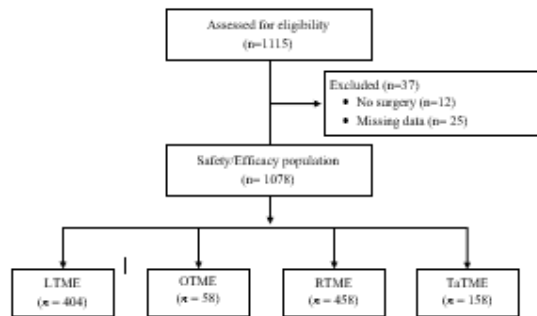 Assessed for eligibility
(n=1115)
Excluded (n=37)
• No surgery (n=12)
• Missing data (n= 25)
Safety/Efficacy population
(n= 1078)
LTME
(n = 404)
OTME
(n = 58)
RTME
(n = 458)
TaTME
(n = 158)